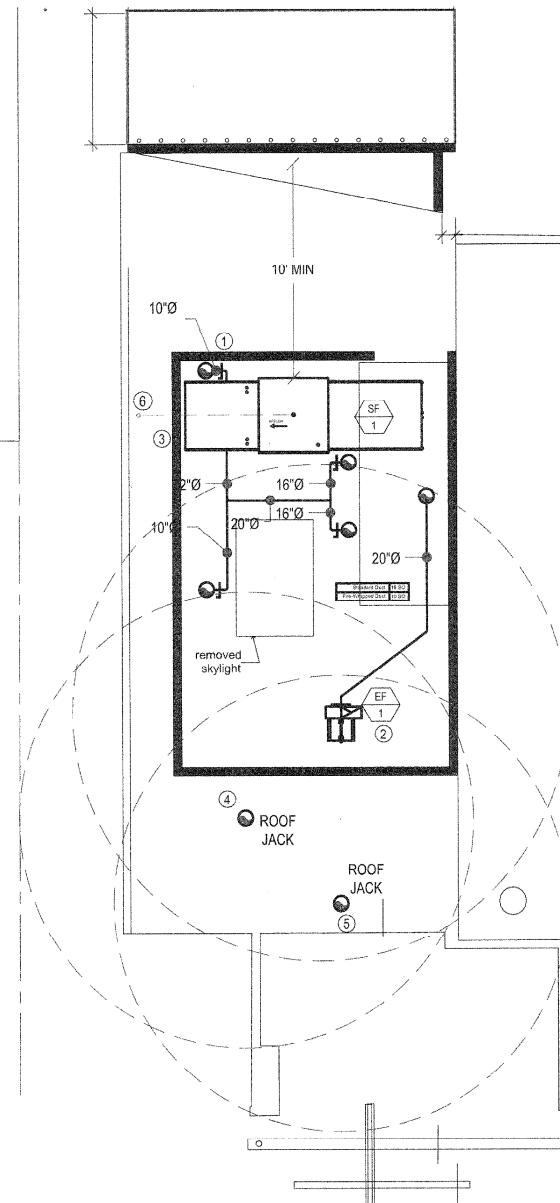 10' MIN
10"Ø
1
6
SF
1
3
2"Ø
16"Ø
20"Ø
16"Ø
10"Ø
20"Ø
removed
skylight
EF
1
2
4
ROOF
JACK
ROOF
JACK
5